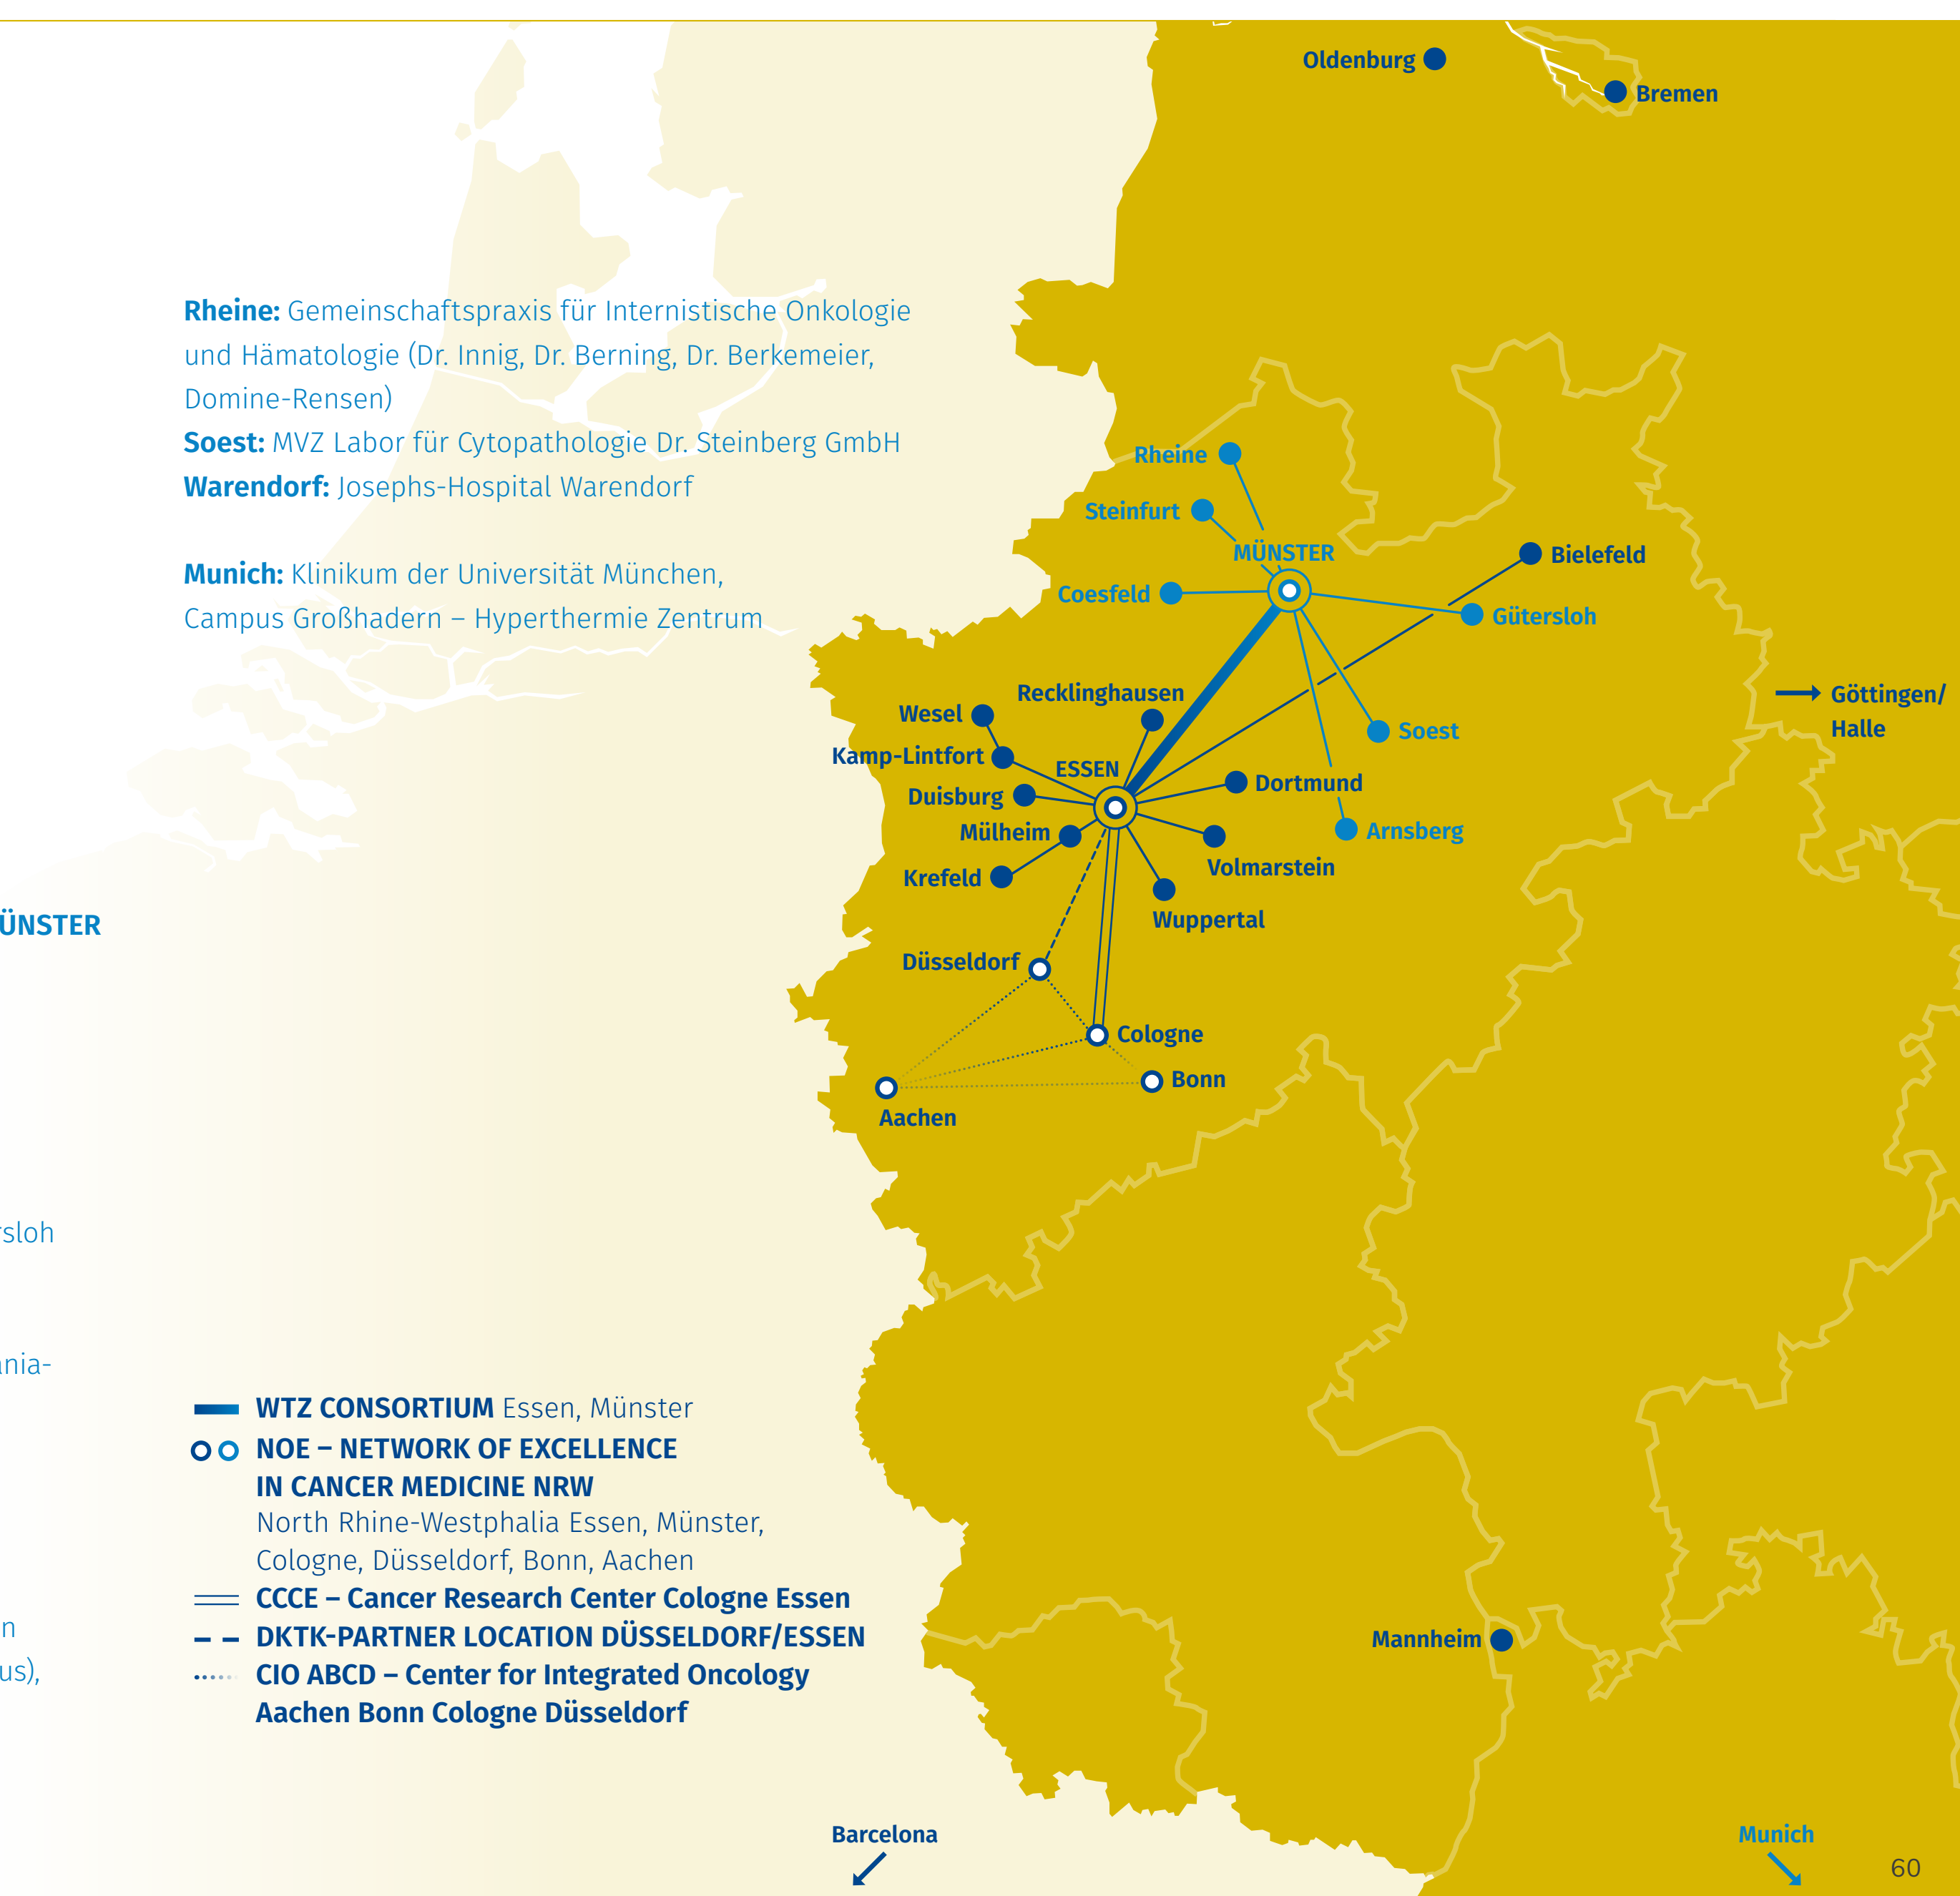 Rheine: Gemeinschaftspraxis für Internistische Onkologie
und Hämatologie (Dr. Innig, Dr. Berning, Dr. Berkemeier,
Domine-Rensen)
Soest: MVZ Labor für Cytopathologie Dr. Steinberg GmbH
Warendorf: Josephs-Hospital Warendorf
Munich: Klinikum der Universität München,
Campus Großhadern – Hyperthermie Zentrum
ÜNSTER
rsloh
ania-
n
us),
WTZ CONSORTIUM Essen, Münster
NOE – NETWORK OF EXCELLENCE
IN CANCER MEDICINE NRW
North Rhine-Westphalia Essen, Münster,
Cologne, Düsseldorf, Bonn, Aachen
CCCE – Cancer Research Center Cologne Essen
DKTK-PARTNER LOCATION DÜSSELDORF/ESSEN
CIO ABCD – Center for Integrated Oncology
Aachen Bonn Cologne Düsseldorf
Oldenburg
Bremen
Rheine
Steinfurt
MÜNSTER
Bielefeld
Coesfeld
Gütersloh
Recklinghausen
Göttingen/
Halle
Wesel
Soest
Kamp-Lintfort
ESSEN
Dortmund
Duisburg
Mülheim
Arnsberg
Volmarstein
Krefeld
Wuppertal
Düsseldorf
Cologne
Bonn
Aachen
Mannheim
Barcelona
Munich
60